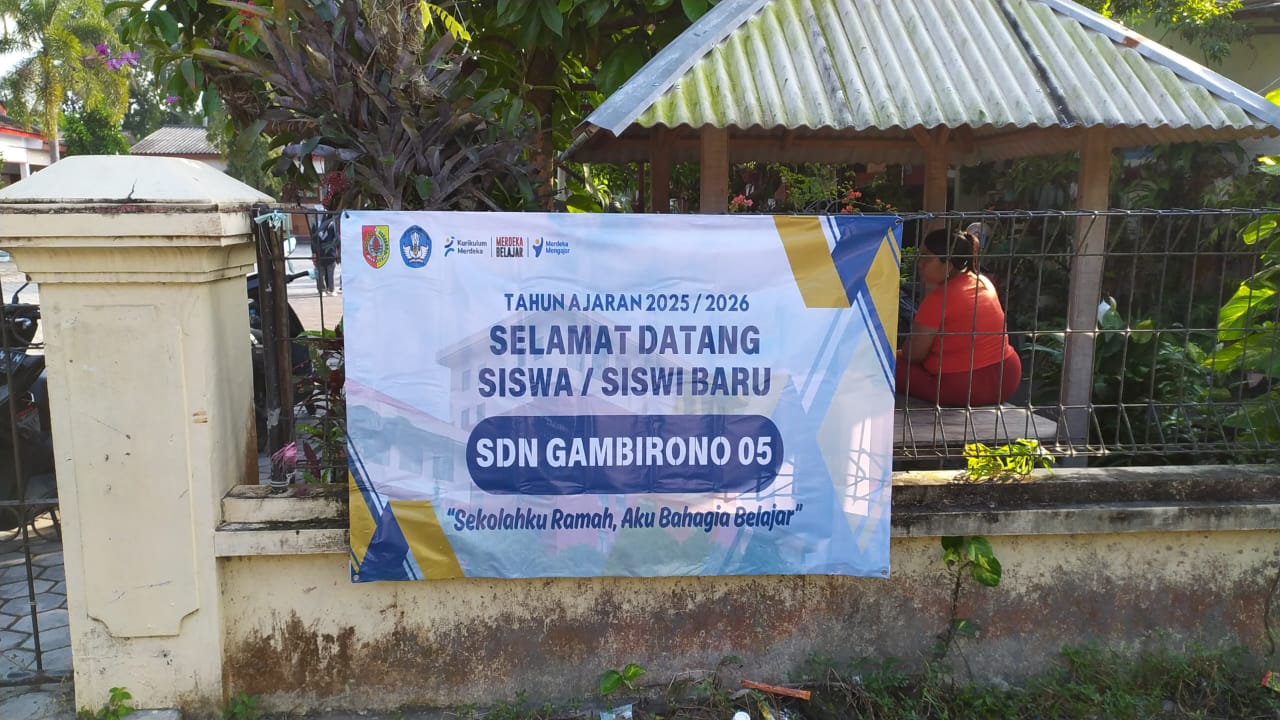 Kurikulum Merdeka
MERDEKA BELAJAR
Merdeka Mengajar
TAHUN AJARAN 2025 / 2026
SELAMAT DATANG
SISWA / SISWI BARU
SDN GAMBIRONO 05
"Sekolahku Ramah, Aku Bahagia Belajar"